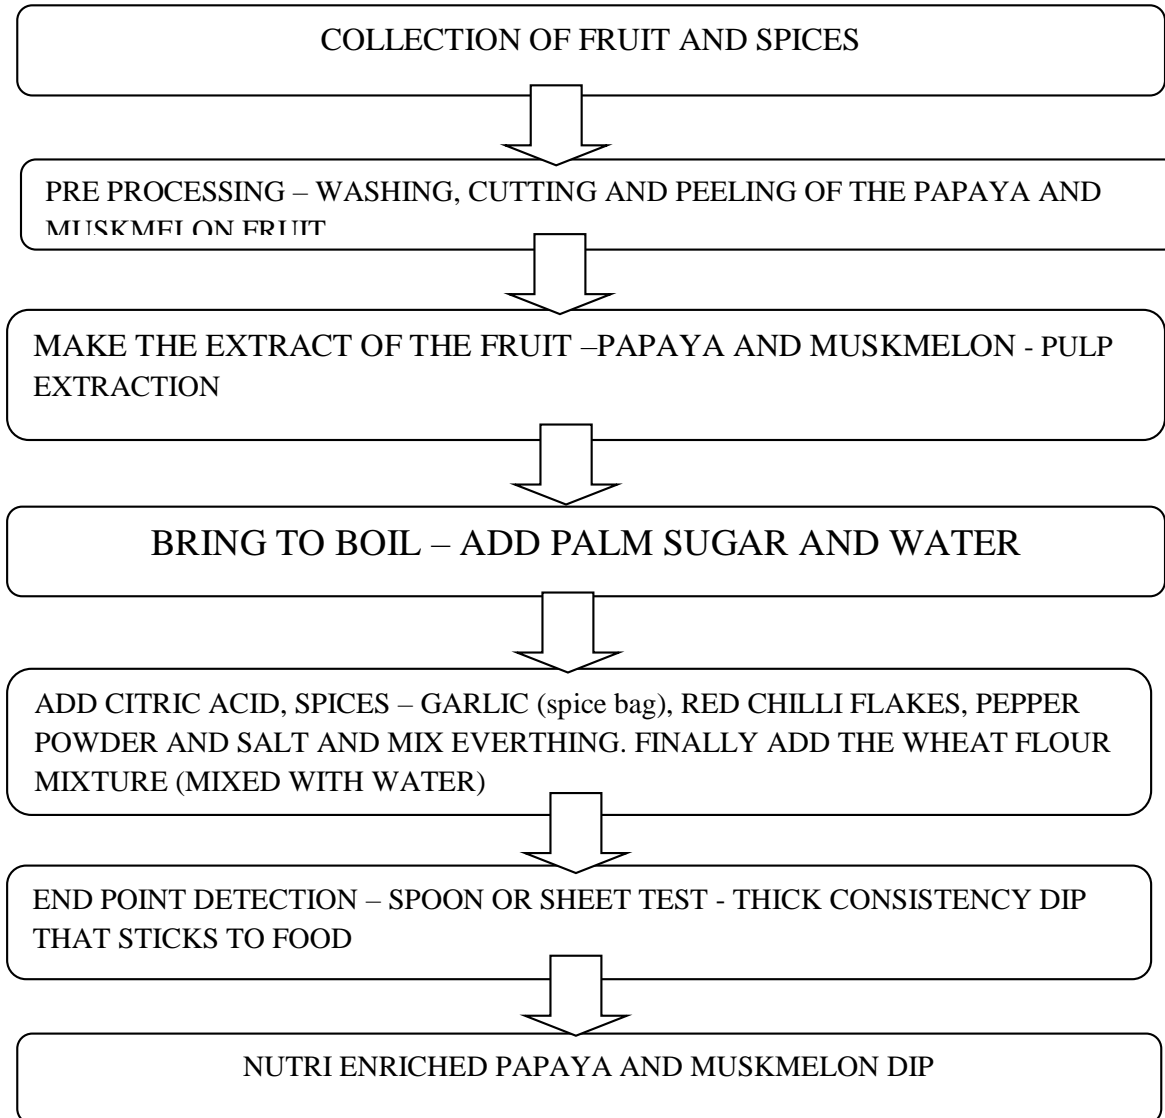 COLLECTION OF FRUIT AND SPICES
PRE PROCESSING – WASHING, CUTTING AND PEELING OF THE PAPAYA AND
MUSKMELON FRUIT
MAKE THE EXTRACT OF THE FRUIT –PAPAYA AND MUSKMELON - PULP
EXTRACTION
BRING TO BOIL – ADD PALM SUGAR AND WATER
ADD CITRIC ACID, SPICES – GARLIC (spice bag), RED CHILLI FLAKES, PEPPER
POWDER AND SALT AND MIX EVERTHING. FINALLY ADD THE WHEAT FLOUR
MIXTURE (MIXED WITH WATER)
END POINT DETECTION – SPOON OR SHEET TEST - THICK CONSISTENCY DIP
THAT STICKS TO FOOD
NUTRI ENRICHED PAPAYA AND MUSKMELON DIP